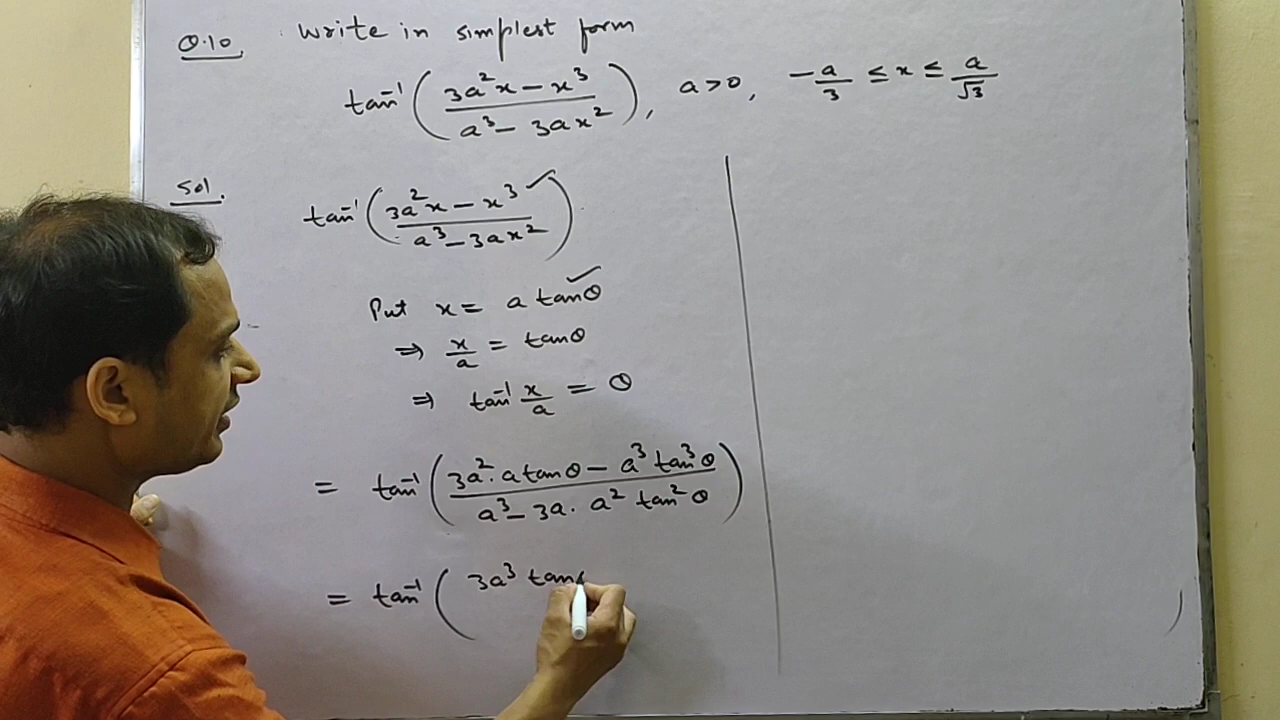 Q.10. Write in simplest form
tan⁻¹ ( (3a²x − x³) / (a³ − 3ax²) ), a>0, −a/3 ≤ x ≤ a/√3
Sol.
tan⁻¹ ( (3a²x − x³) / (a³ − 3ax²) )
Put x = a tanθ
⇒ x/a = tanθ
⇒ tan⁻¹ x/a = θ
= tan⁻¹ ( (3a². a tanθ − a³ tan³θ) / (a³ − 3a. a² tan²θ) )
= tan⁻¹ ( 3a³ tan